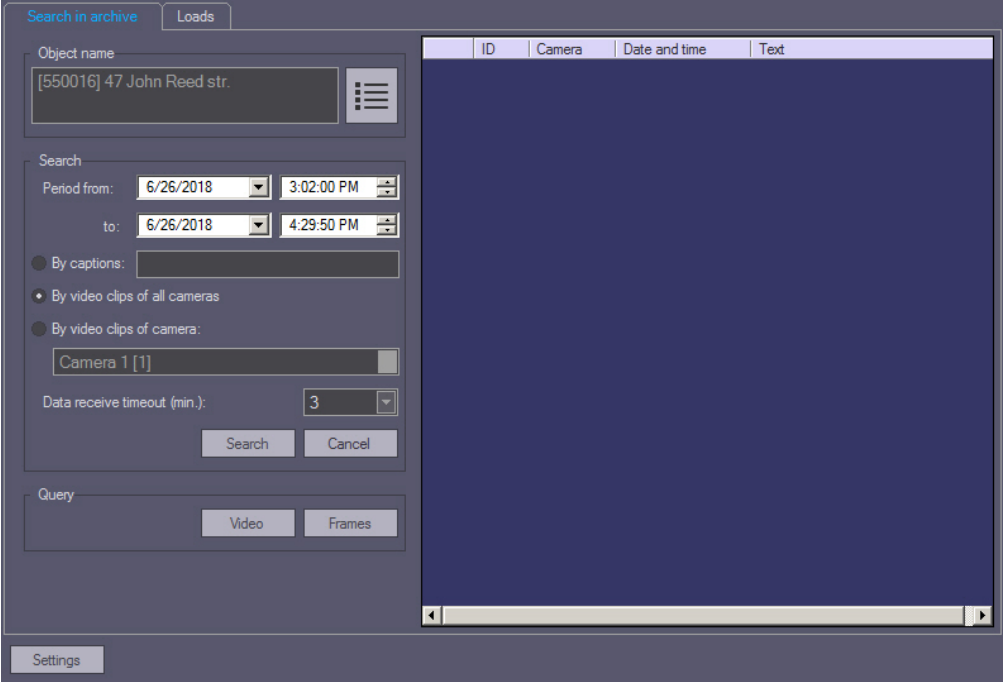 Search in archive
Loads
Object name
[550016] 47 John Reed str.
Search
Period from: 6/26/2018 3:02:00 PM
to: 6/26/2018 4:29:50 PM
By captions:
By video clips of all cameras
By video clips of camera:
Camera 1 [1]
Data receive timeout (min.): 3
Search Cancel
Query
Video Frames
ID Camera Date and time Text
Settings